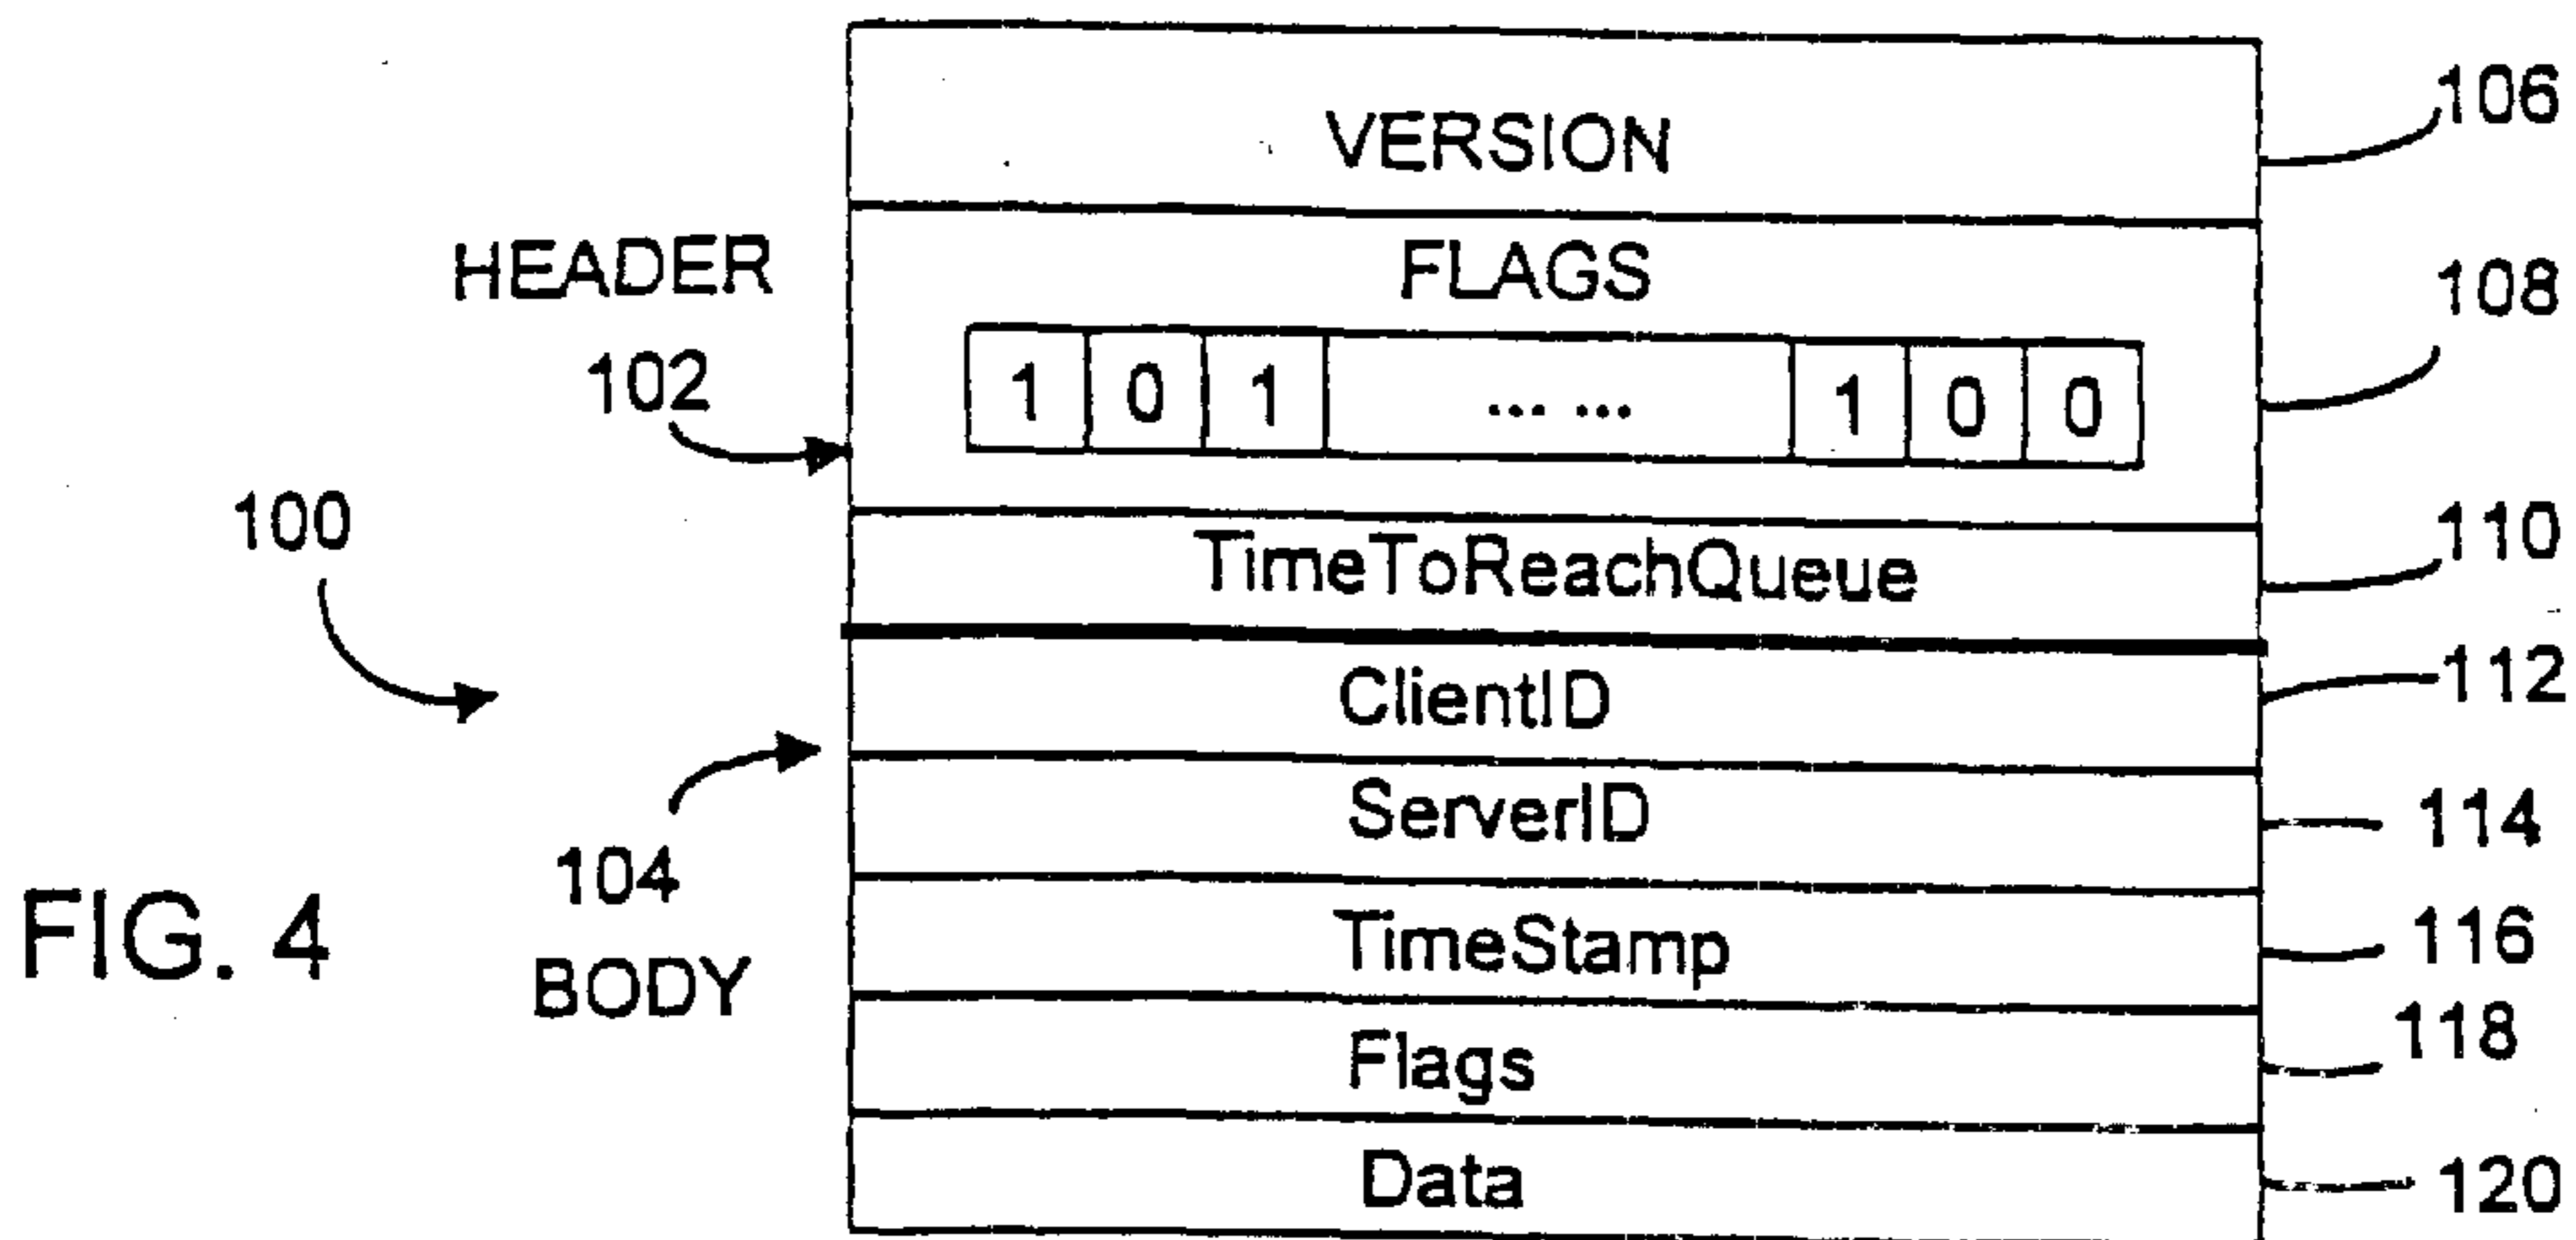 VERSION
106
HEADER
102
FLAGS
1 0 1 ... ... 1 0 0
108
100
TimeToReachQueue
110
ClientID
112
104
BODY
ServerID
114
TimeStamp
116
Flags
118
Data
120
FIG. 4